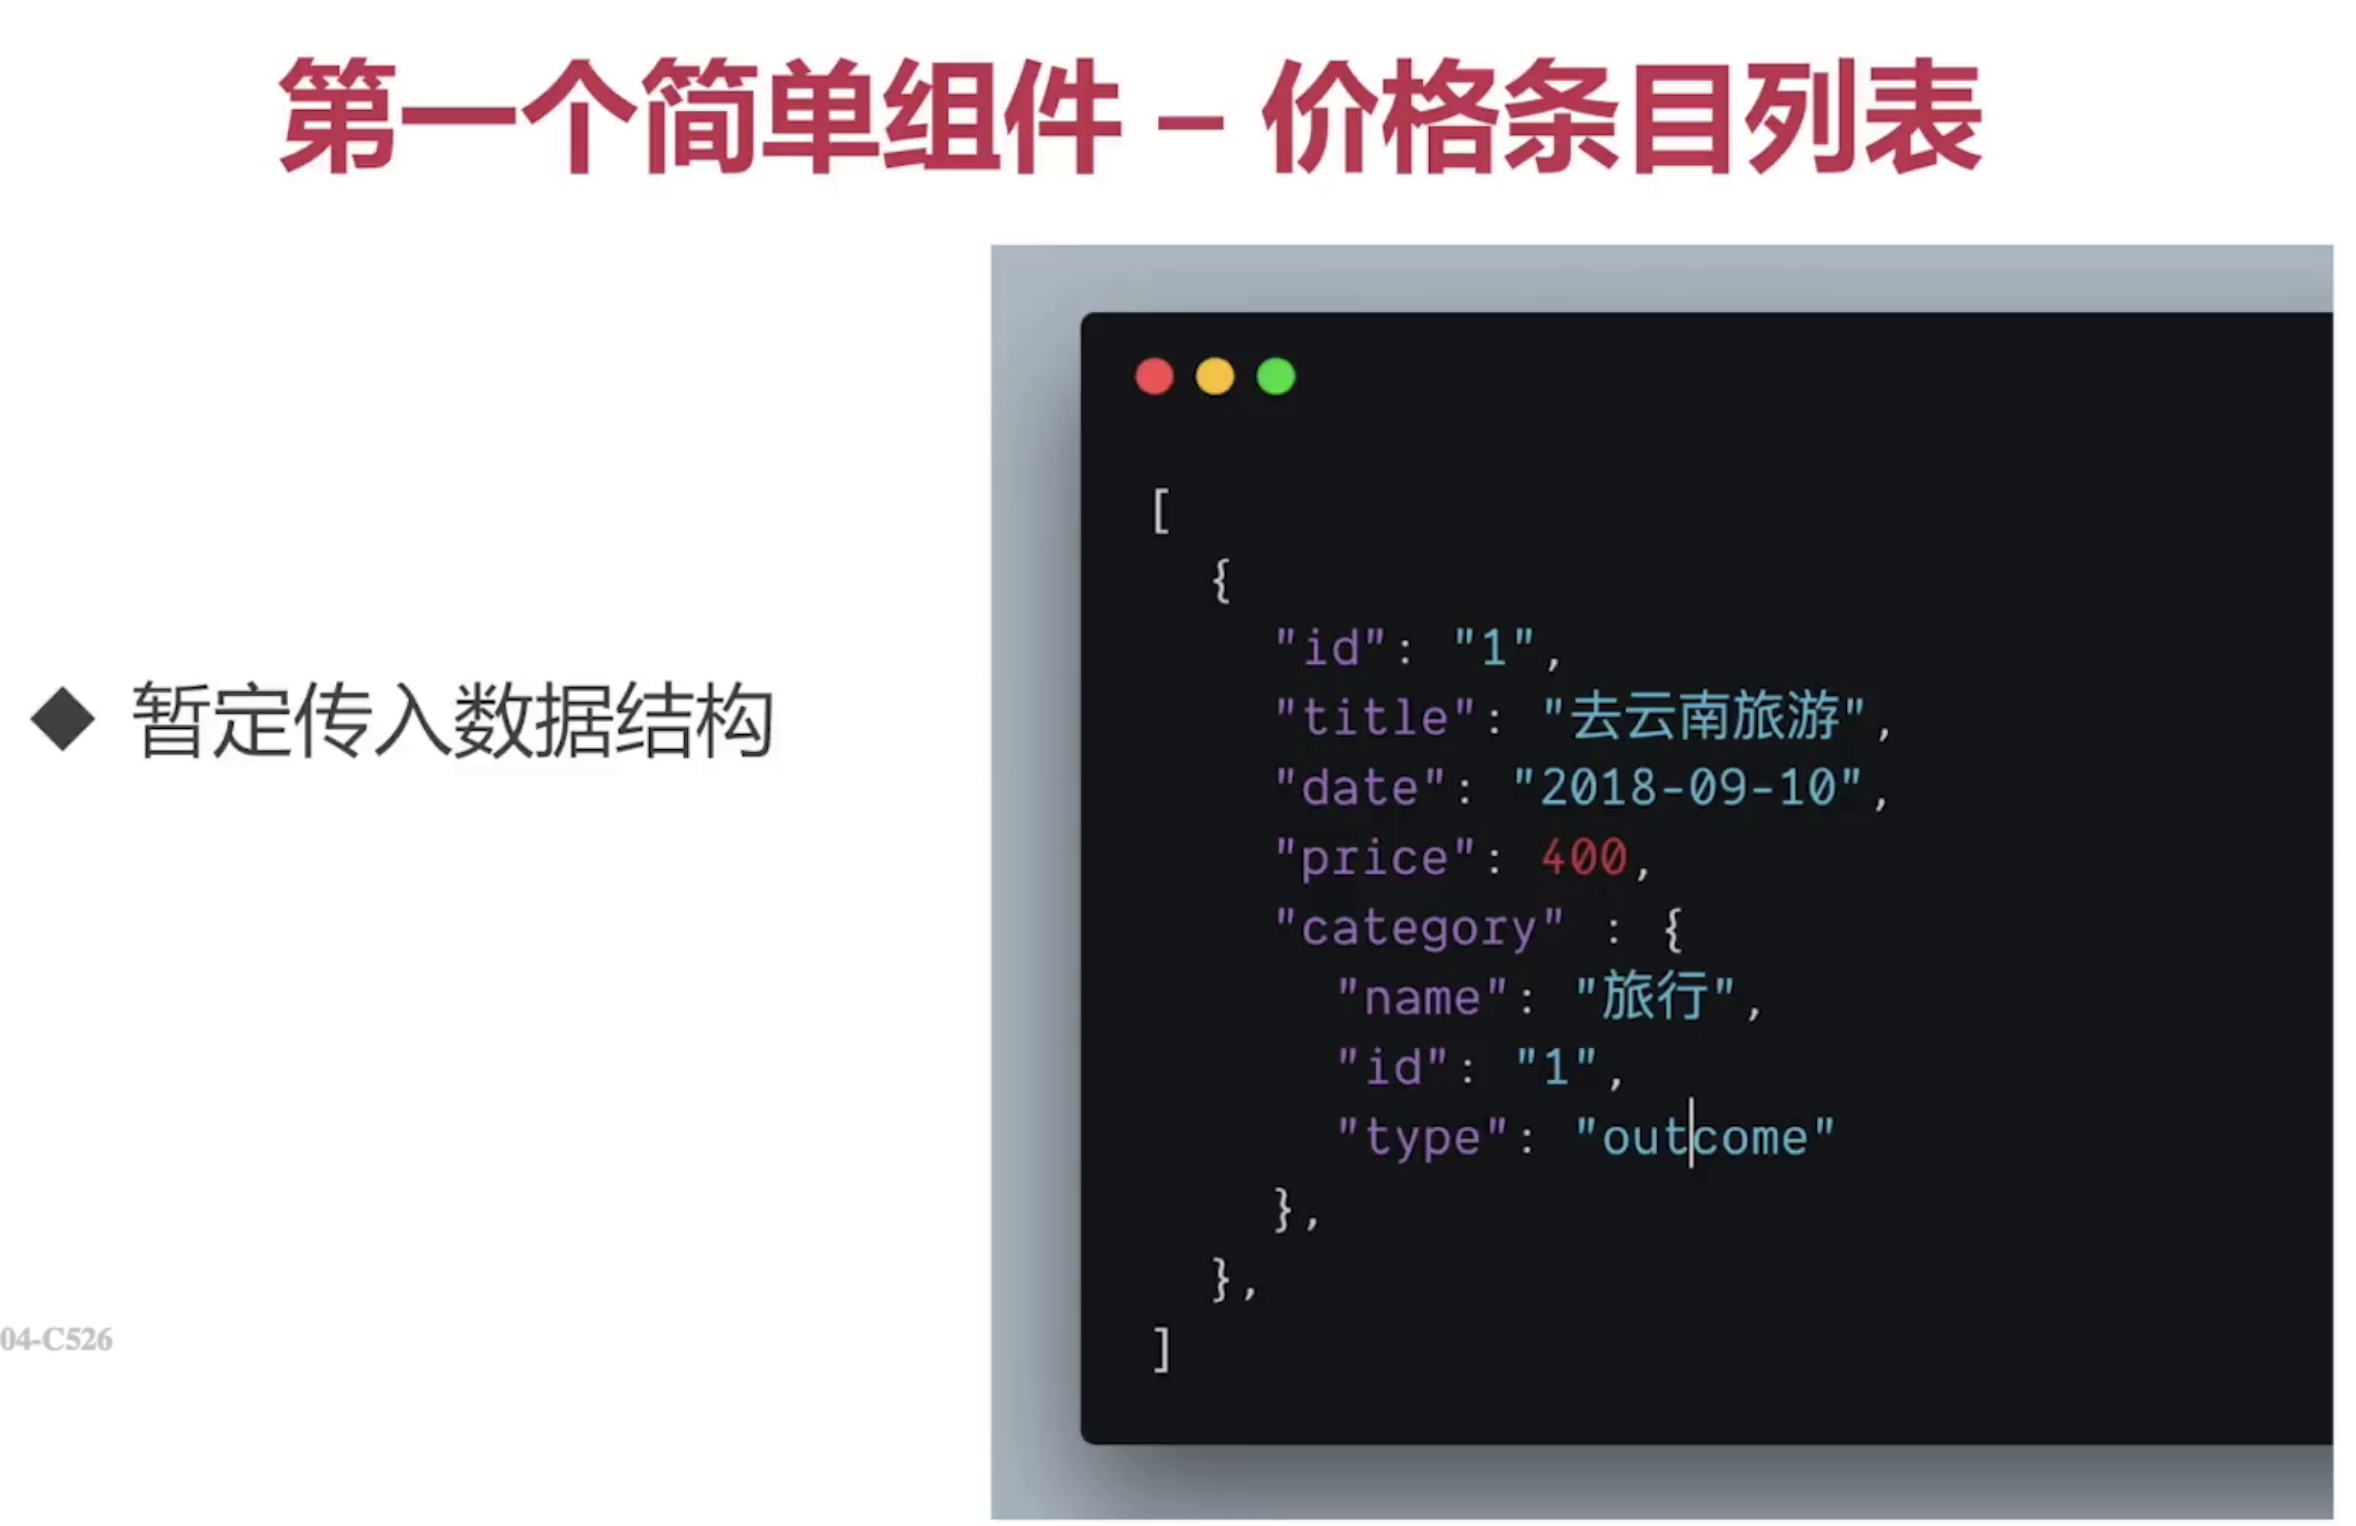 第一个简单组件 – 价格条目列表
◆ 暂定传入数据结构
[
  {
    "id": "1",
    "title": "去云南旅游",
    "date": "2018-09-10",
    "price": 400,
    "category" : {
      "name": "旅行",
      "id": "1",
      "type": "outcome"
    },
  },
]
04-C526